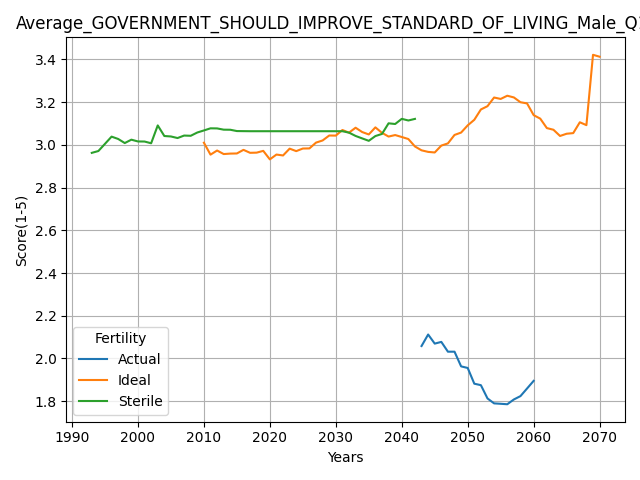 Average_GOVERNMENT_SHOULD_IMPROVE_STANDARD_OF_LIVING_Male_Q
3.4
3.2
3.0
2.8
2.6
2.4
2.2
2.0
1.8
Score(1-5)
Fertility
Actual
Ideal
Sterile
1990 2000 2010 2020 2030 2040 2050 2060 2070
Years